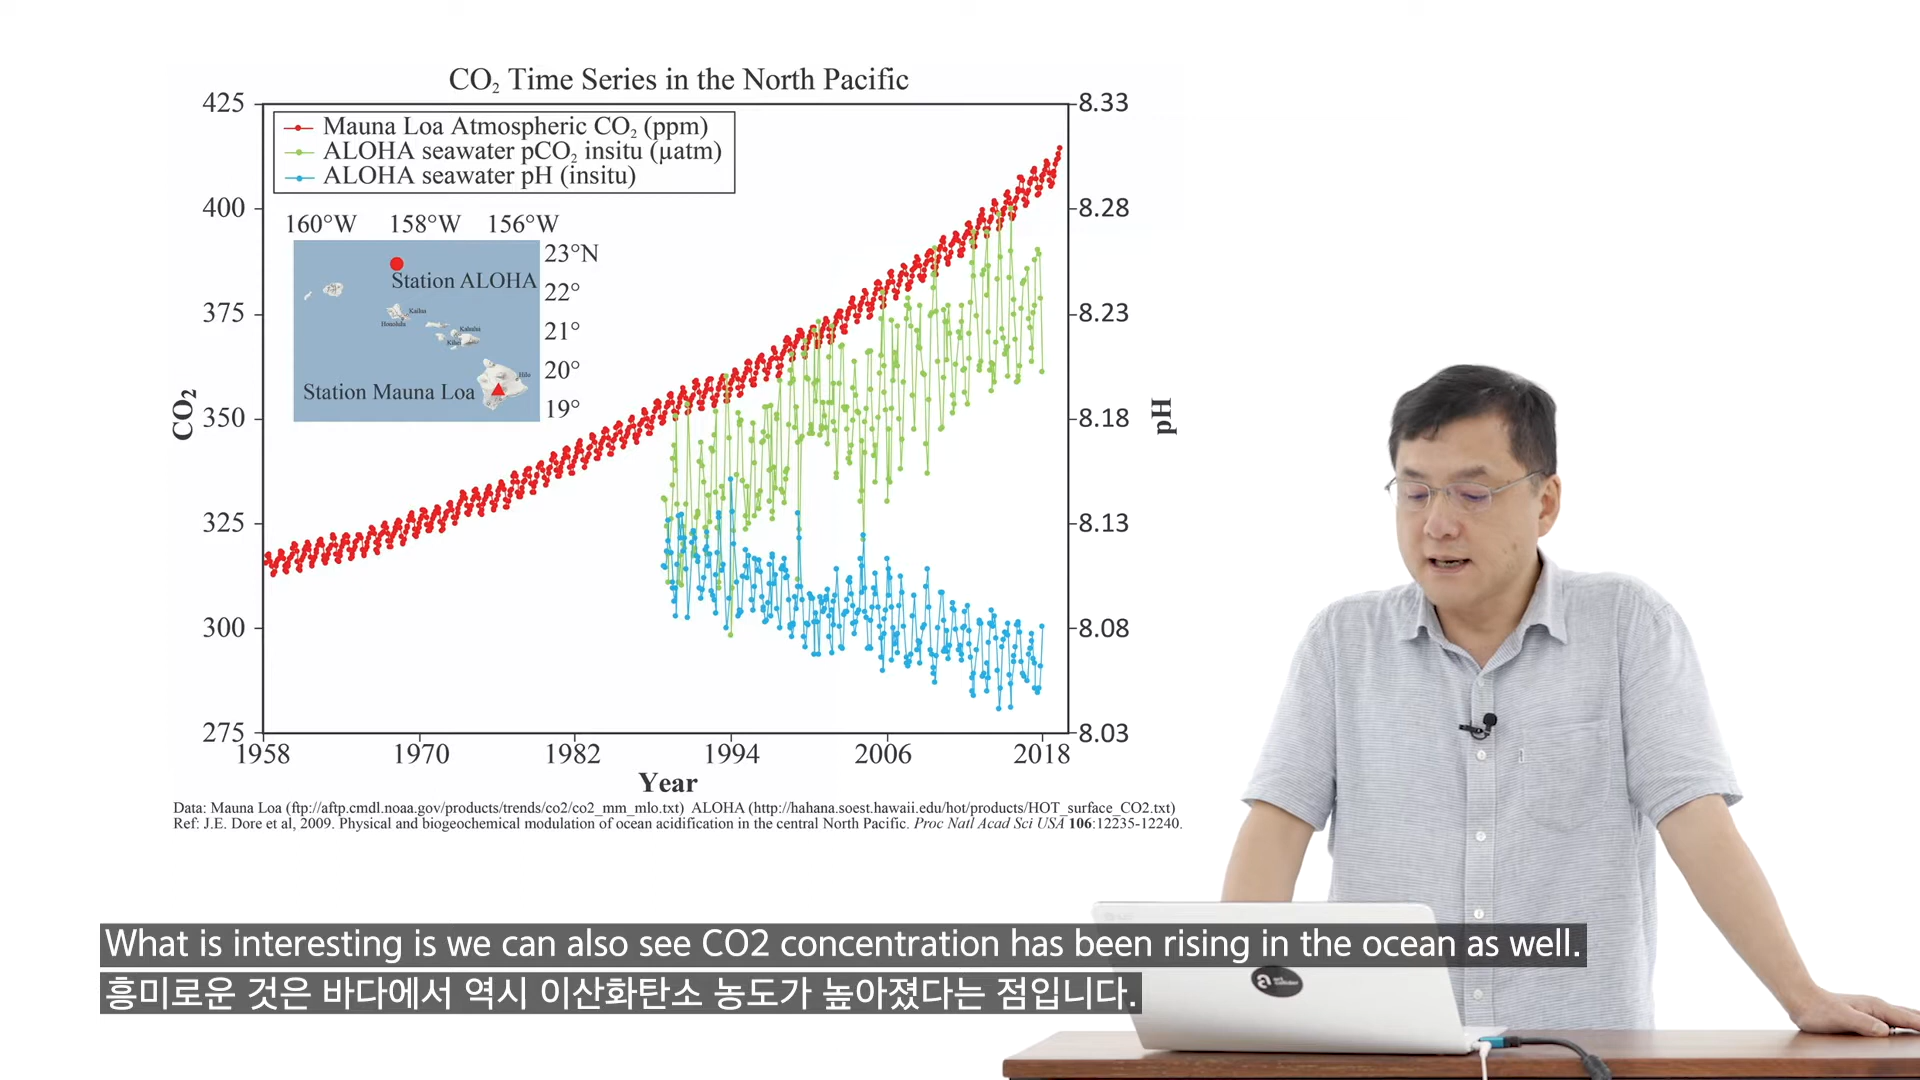 CO₂ Time Series in the North Pacific
425
400
375
350
325
300
275
CO₂
8.33
8.28
8.23
8.18
8.13
8.08
8.03
pH
Mauna Loa Atmospheric CO₂ (ppm)
ALOHA seawater pCO₂ insitu (µatm)
ALOHA seawater pH (insitu)
160°W 158°W 156°W
23°N
22°
21°
20°
19°
Station ALOHA
Kailua
Honolulu
Kahului
Kihei
Hilo
Station Mauna Loa
1958 1970 1982 1994 2006 2018
Year
Data: Mauna Loa (ftp://aftp.cmdl.noaa.gov/products/trends/co2/co2_mm_mlo.txt) ALOHA (http://hahana.soest.hawaii.edu/hot/products/HOT_surface_CO2.txt)
Ref: J.E. Dore et al, 2009. Physical and biogeochemical modulation of ocean acidification in the central North Pacific. Proc Natl Acad Sci USA 106:12235-12240.
What is interesting is we can also see CO2 concentration has been rising in the ocean as well.
흥미로운 것은 바다에서 역시 이산화탄소 농도가 높아졌다는 점입니다.